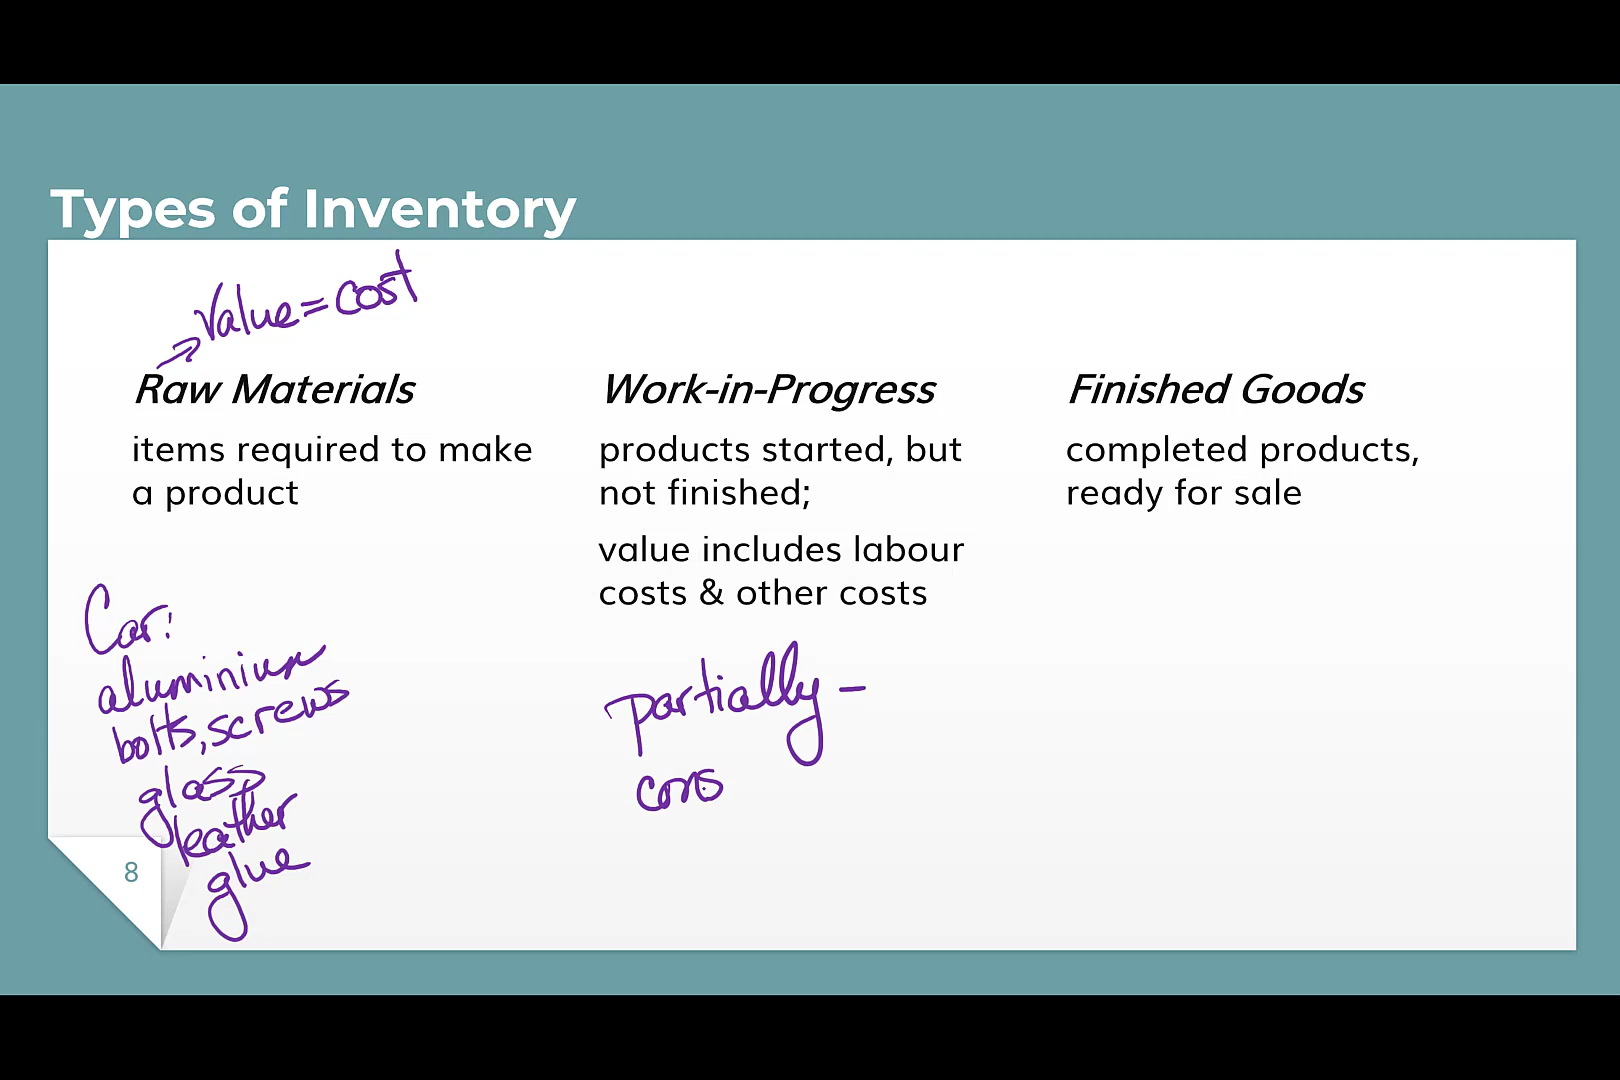 Types of Inventory
Value = cost
Raw Materials
items required to make
a product
Car:
aluminium
bolts, screws
glass
leather
glue
Work-in-Progress
products started, but
not finished;
value includes labour
costs & other costs
partially -
cons
Finished Goods
completed products,
ready for sale
8